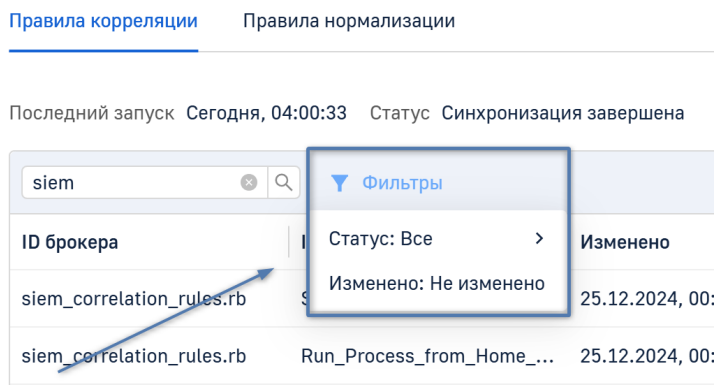 Правила корреляции Правила нормализации
Последний запуск Сегодня, 04:00:33 Статус Синхронизация завершена
siem Фильтры
ID брокера Статус: Все Изменено
Изменено: Не изменено
siem_correlation_rules.rb 25.12.2024, 00:
siem_correlation_rules.rb Run_Process_from_Home_... 25.12.2024, 00: